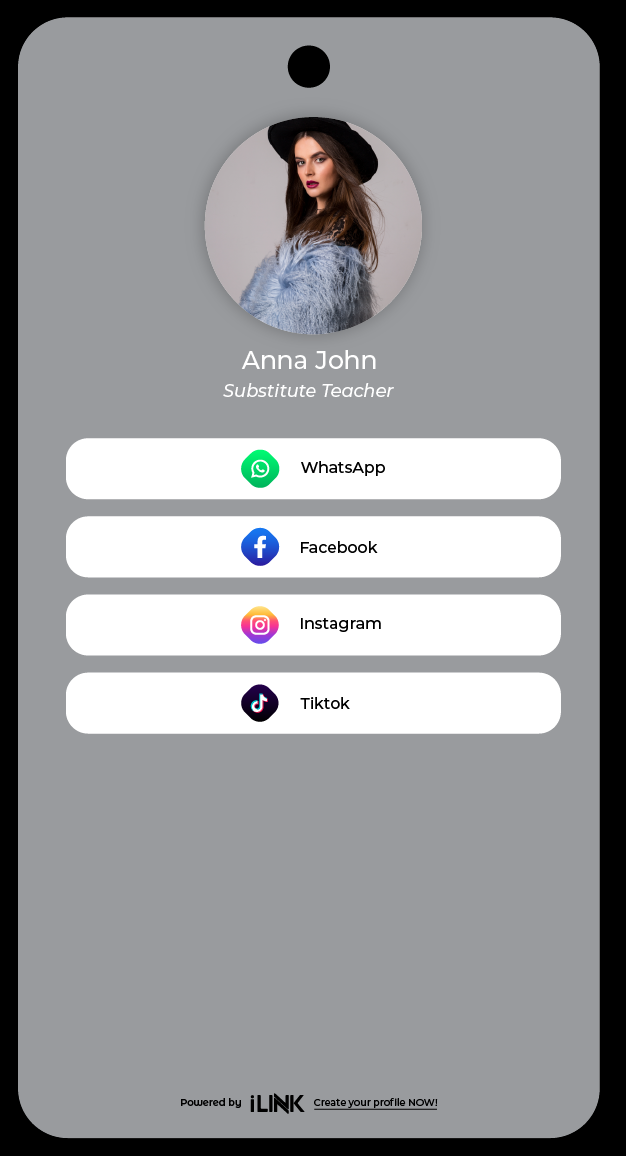 Anna John
Substitute Teacher
WhatsApp
Facebook
Instagram
Tiktok
Powered by iLINK Create your profile NOW!